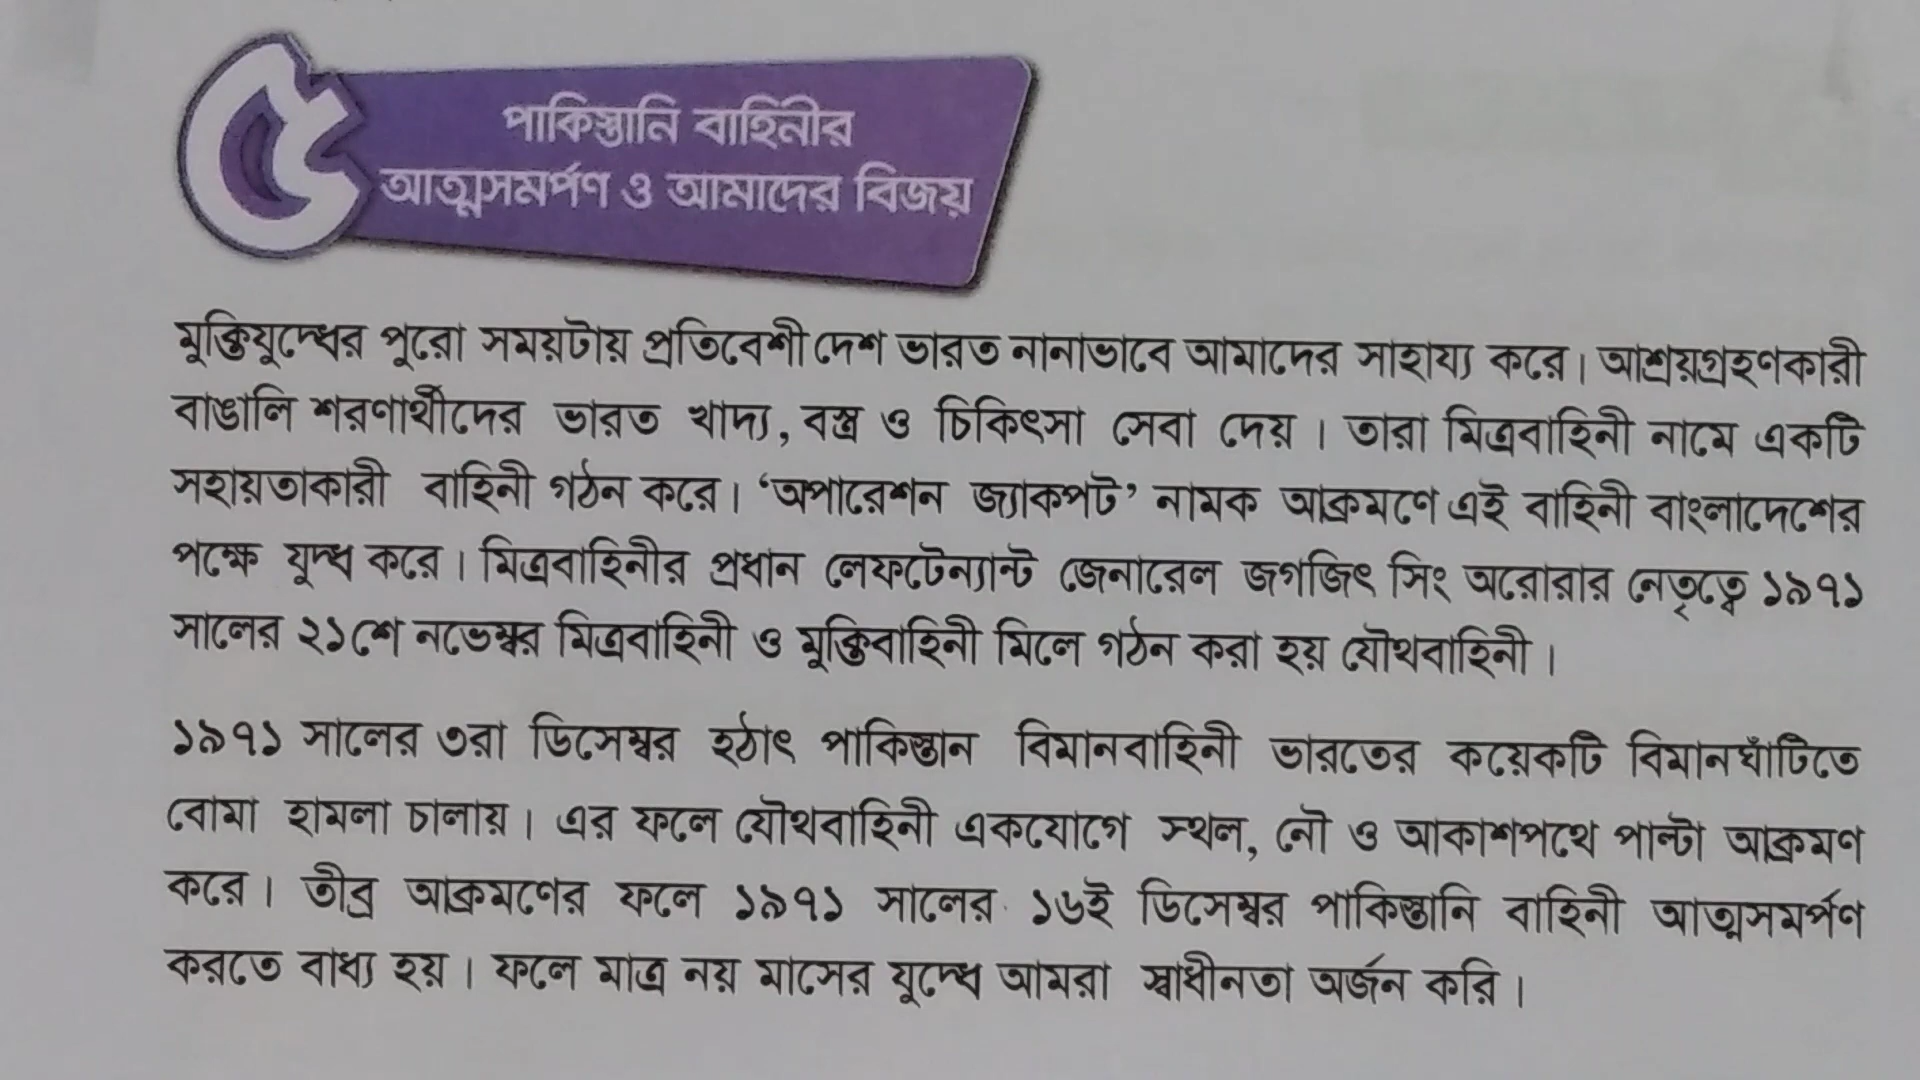 ৫
পাকিস্তানি বাহিনীর
আত্মসমর্পণ ও আমাদের বিজয়
মুক্তিযুদ্ধের পুরো সময়টায় প্রতিবেশী দেশ ভারত নানাভাবে আমাদের সাহায্য করে। আশ্রয়গ্রহণকারী
বাঙালি শরণার্থীদের ভারত খাদ্য, বস্ত্র ও চিকিৎসা সেবা দেয়। তারা মিত্রবাহিনী নামে একটি
সহায়তাকারী বাহিনী গঠন করে। ‘অপারেশন জ্যাকপট’ নামক আক্রমণে এই বাহিনী বাংলাদেশের
পক্ষে যুদ্ধ করে। মিত্রবাহিনীর প্রধান লেফটেন্যান্ট জেনারেল জগজিৎ সিং অরোরার নেতৃত্বে ১৯৭১
সালের ২১শে নভেম্বর মিত্রবাহিনী ও মুক্তিবাহিনী মিলে গঠন করা হয় যৌথবাহিনী।
১৯৭১ সালের ৩রা ডিসেম্বর হঠাৎ পাকিস্তান বিমানবাহিনী ভারতের কয়েকটি বিমানঘাঁটিতে
বোমা হামলা চালায়। এর ফলে যৌথবাহিনী একযোগে স্থল, নৌ ও আকাশপথে পাল্টা আক্রমণ
করে। তীব্র আক্রমণের ফলে ১৯৭১ সালের ১৬ই ডিসেম্বর পাকিস্তানি বাহিনী আত্মসমর্পণ
করতে বাধ্য হয়। ফলে মাত্র নয় মাসের যুদ্ধে আমরা স্বাধীনতা অর্জন করি।